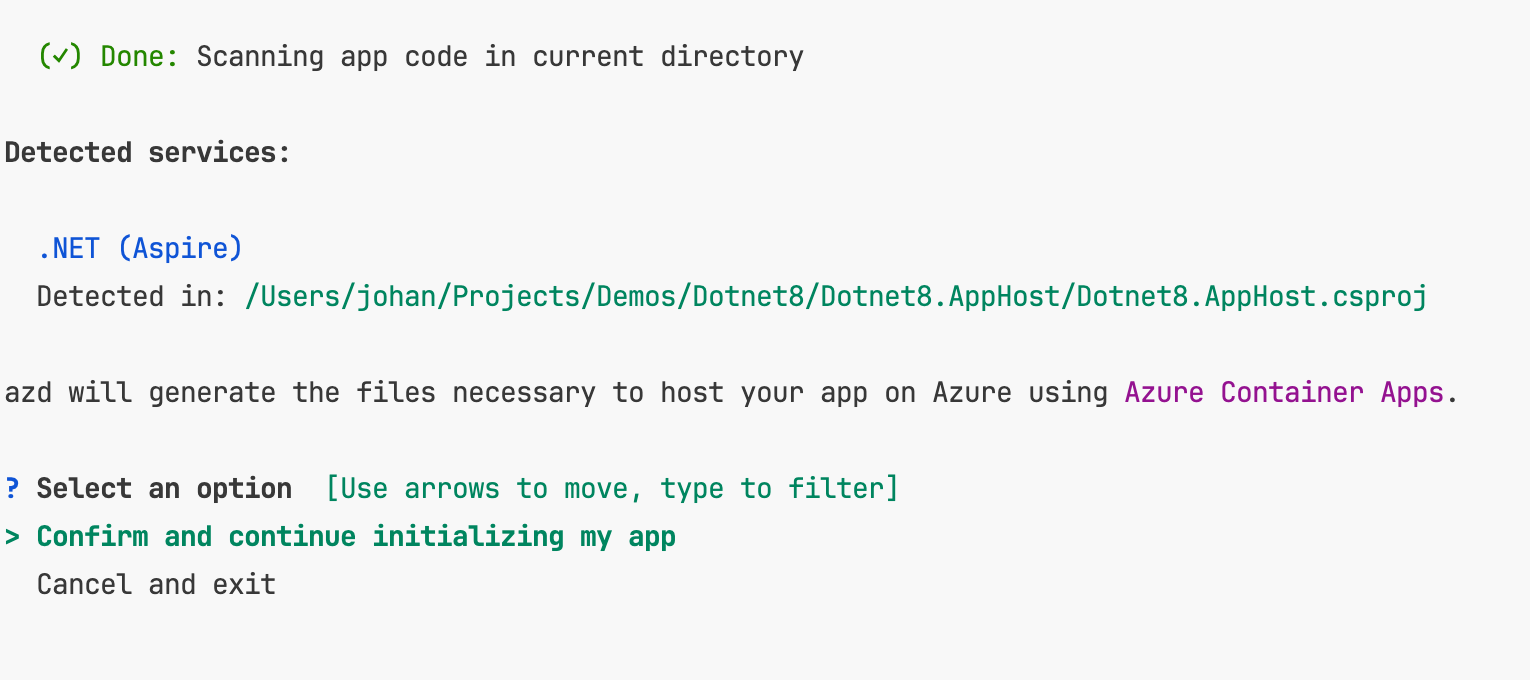 (✓) Done: Scanning app code in current directory
Detected services:
.NET (Aspire)
Detected in: /Users/johan/Projects/Demos/Dotnet8/Dotnet8.AppHost/Dotnet8.AppHost.csproj
azd will generate the files necessary to host your app on Azure using Azure Container Apps.
? Select an option  [Use arrows to move, type to filter]
> Confirm and continue initializing my app
Cancel and exit